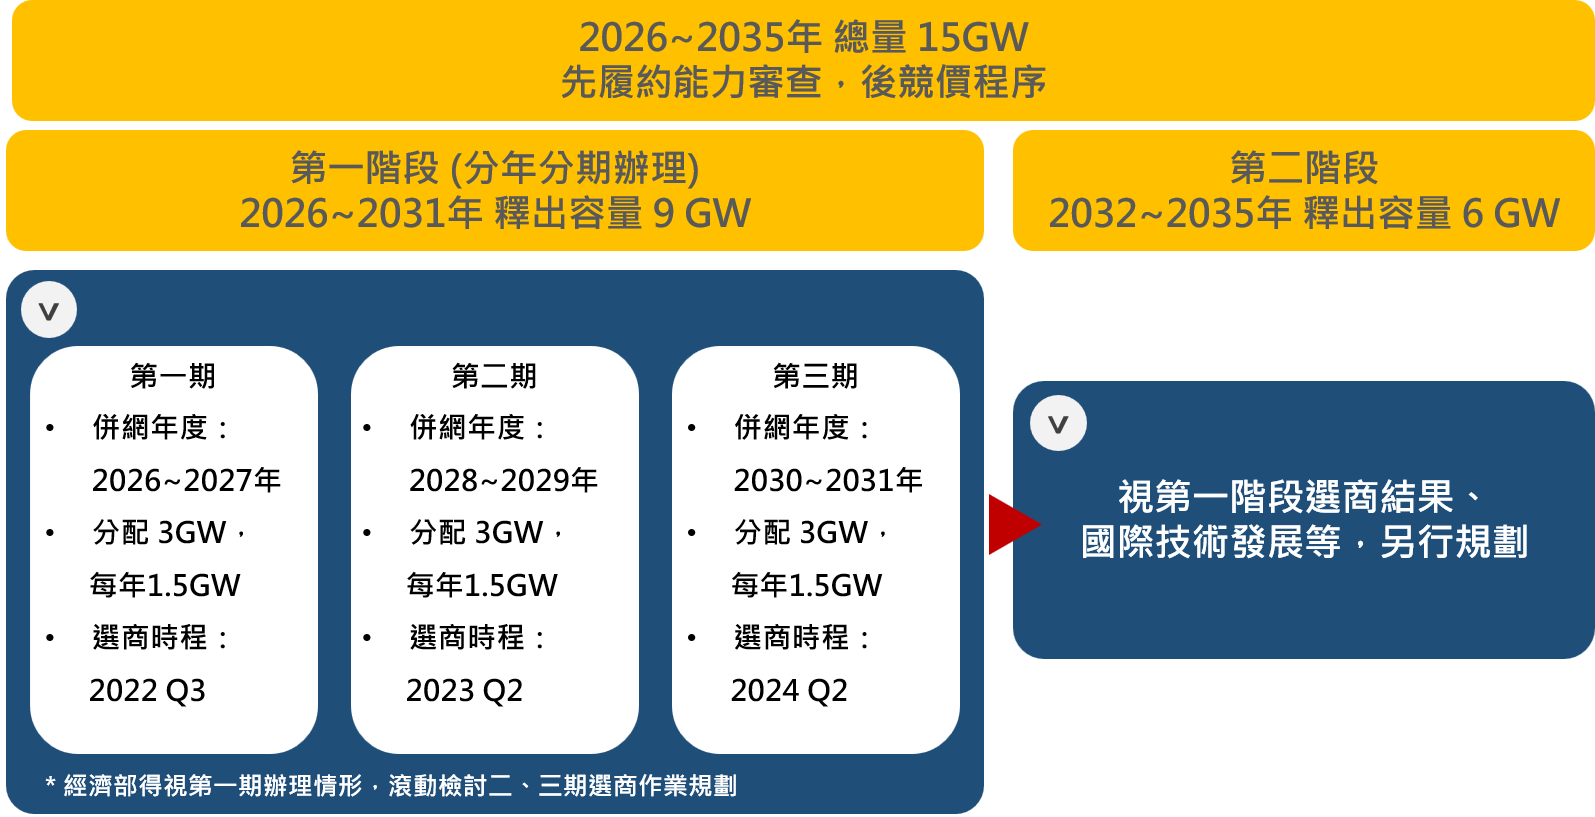 2026~2035年 總量 15GW
先履約能力審查，後競價程序
第一階段 (分年分期辦理)
2026~2031年 釋出容量 9 GW
第二階段
2032~2035年 釋出容量 6 GW
V
第一期
• 併網年度：
2026~2027年
• 分配 3GW，
每年1.5GW
• 選商時程：
2022 Q3
第二期
• 併網年度：
2028~2029年
• 分配 3GW，
每年1.5GW
• 選商時程：
2023 Q2
第三期
• 併網年度：
2030~2031年
• 分配 3GW，
每年1.5GW
• 選商時程：
2024 Q2
* 經濟部得視第一期辦理情形，滾動檢討二、三期選商作業規劃
V
視第一階段選商結果、
國際技術發展等，另行規劃